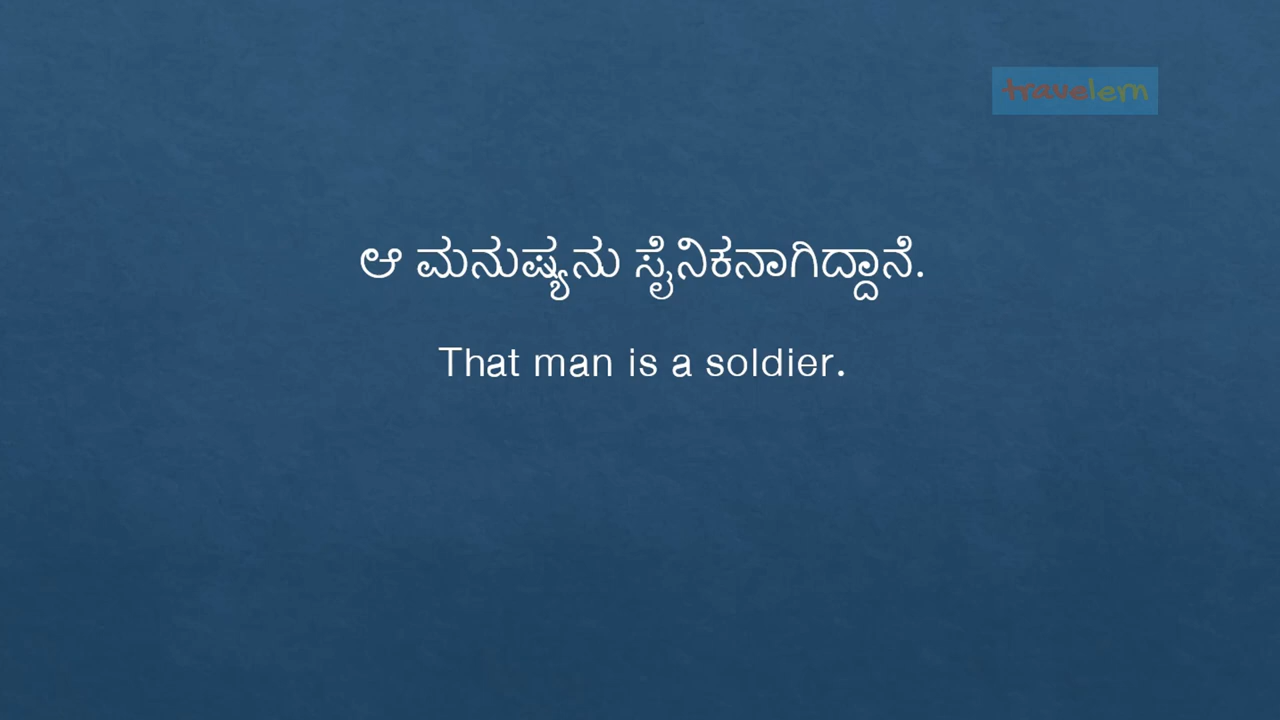 travelem
ಆ ಮನುಷ್ಯನು ಸೈನಿಕನಾಗಿದ್ದಾನೆ.
That man is a soldier.